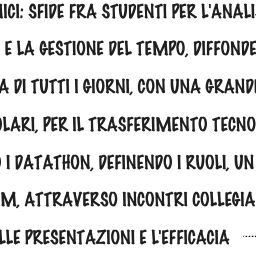 MICI: SFIDE FRA STUDENTI PER L'ANALI
E LA GESTIONE DEL TEMPO, DIFFONDE
A DI TUTTI I GIORNI, CON UNA GRAND
OLARI, PER IL TRASFERIMENTO TECNO
I DATATHON, DEFINENDO I RUOLI, UN
M, ATTRAVERSO INCONTRI COLLEGIA
LLE PRESENTAZIONI E L'EFFICACIA